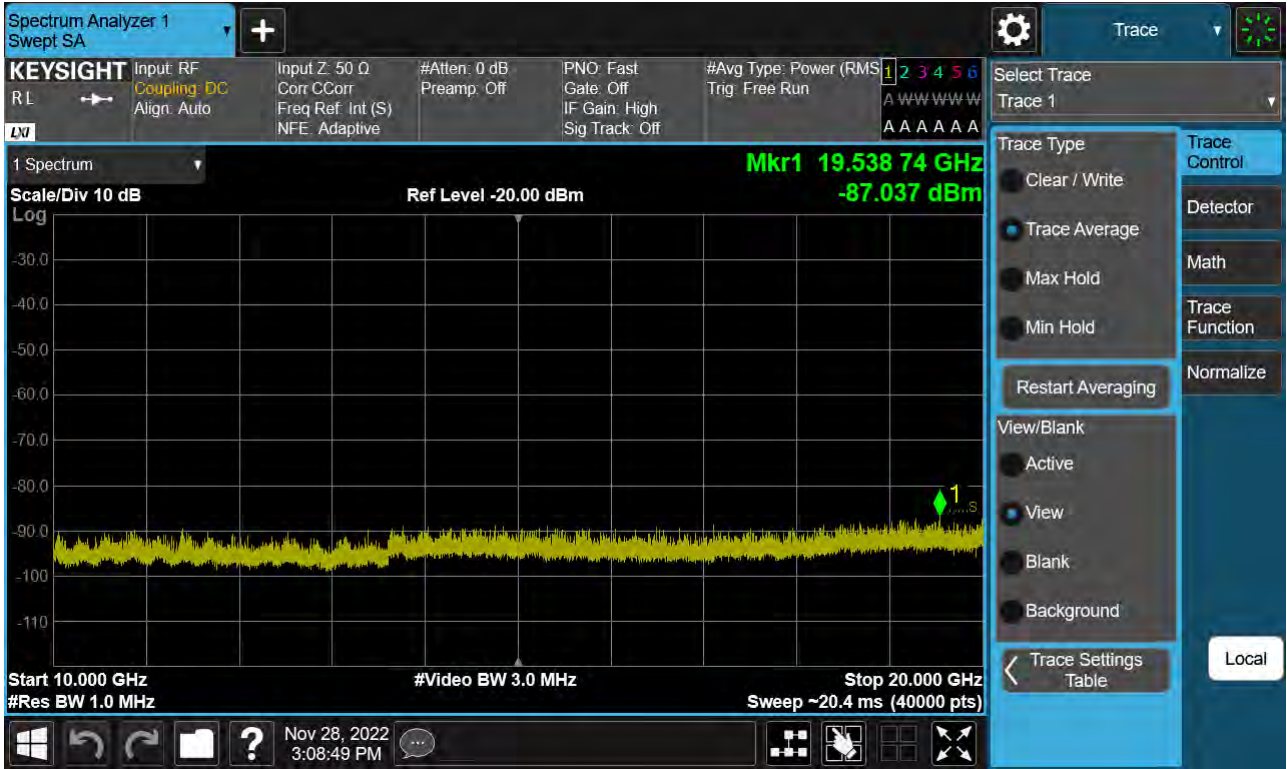 Spectrum Analyzer 1
Swept SA
Trace
KEYSIGHT
R L
LXI
Input: RF
Coupling: DC
Align: Auto
Input Z: 50 Ω
Corr CCorr
Freq Ref: Int (S)
NFE: Adaptive
#Atten: 0 dB
Preamp: Off
PNO: Fast
Gate: Off
IF Gain: High
Sig Track: Off
#Avg Type: Power (RMS
Trig: Free Run
1 2 3 4 5 6
A W W W W W
A A A A A A
Select Trace
Trace 1
1 Spectrum
Scale/Div 10 dB
Ref Level -20.00 dBm
Mkr1 19.538 74 GHz
-87.037 dBm
Log
-30.0
-40.0
-50.0
-60.0
-70.0
-80.0
-90.0
-100
-110
1
S
Start 10.000 GHz
#Res BW 1.0 MHz
#Video BW 3.0 MHz
Stop 20.000 GHz
Sweep ~20.4 ms (40000 pts)
Trace Type
Clear / Write
Trace Average
Max Hold
Min Hold
Restart Averaging
View/Blank
Active
View
Blank
Background
Trace Settings
Table
Trace
Control
Detector
Math
Trace
Function
Normalize
Local
?
Nov 28, 2022
3:08:49 PM